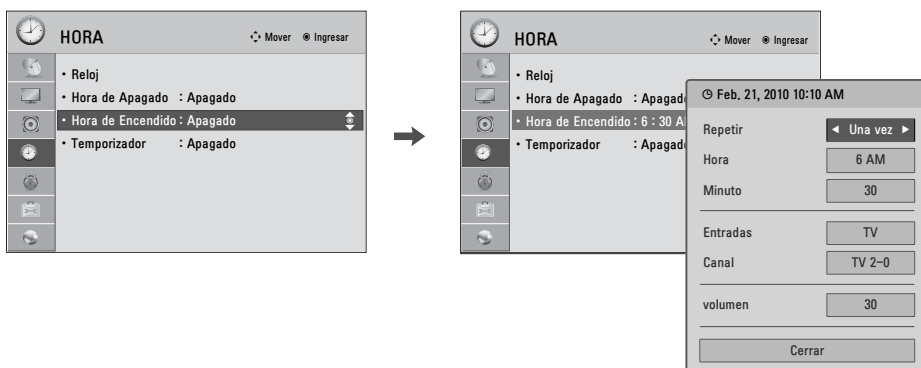 HORA
Mover
Ingresar
• Reloj
• Hora de Apagado : Apagado
• Hora de Encendido : Apagado
• Temporizador : Apagado
HORA
Mover
Ingresar
• Reloj
• Hora de Apagado : Apagad
• Hora de Encendido : 6 : 30 A
• Temporizador : Apagad
Feb. 21, 2010 10:10 AM
Repetir ◄ Una vez ►
Hora 6 AM
Minuto 30
Entradas TV
Canal TV 2-0
volumen 30
Cerrar